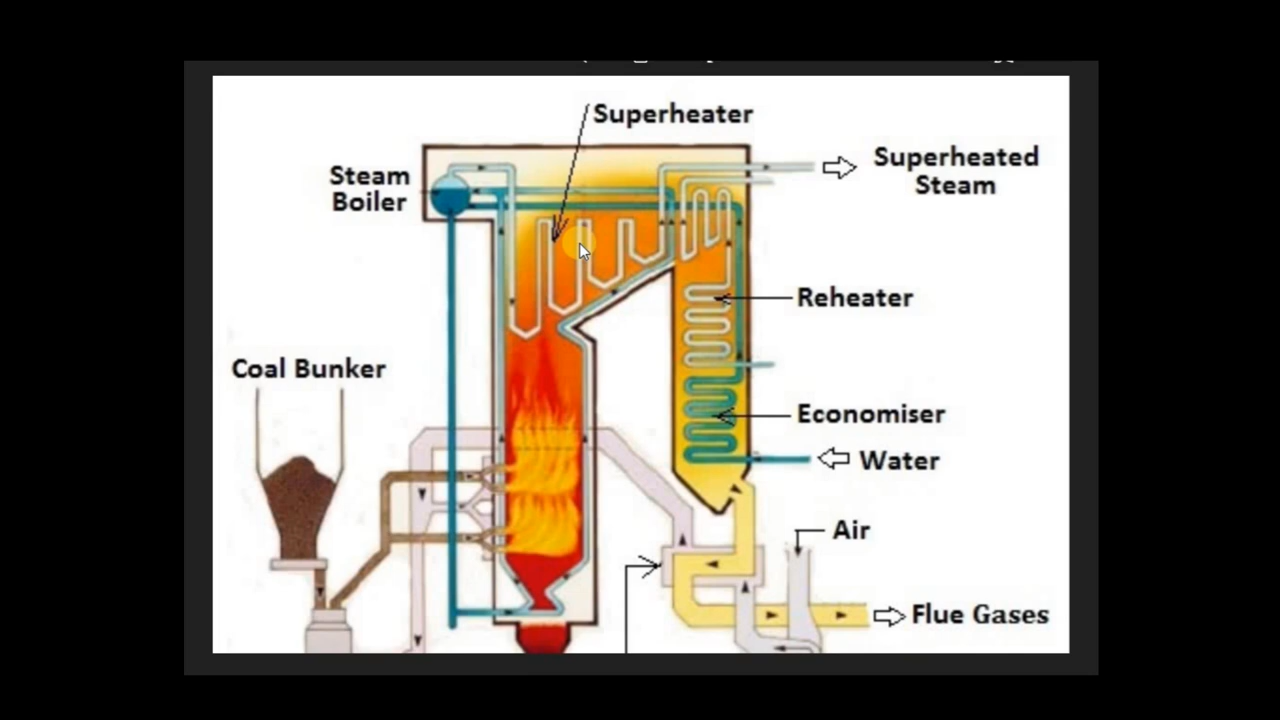 Superheater
Superheated
Steam
Steam
Boiler
Reheater
Coal Bunker
Economiser
Water
Air
Flue Gases